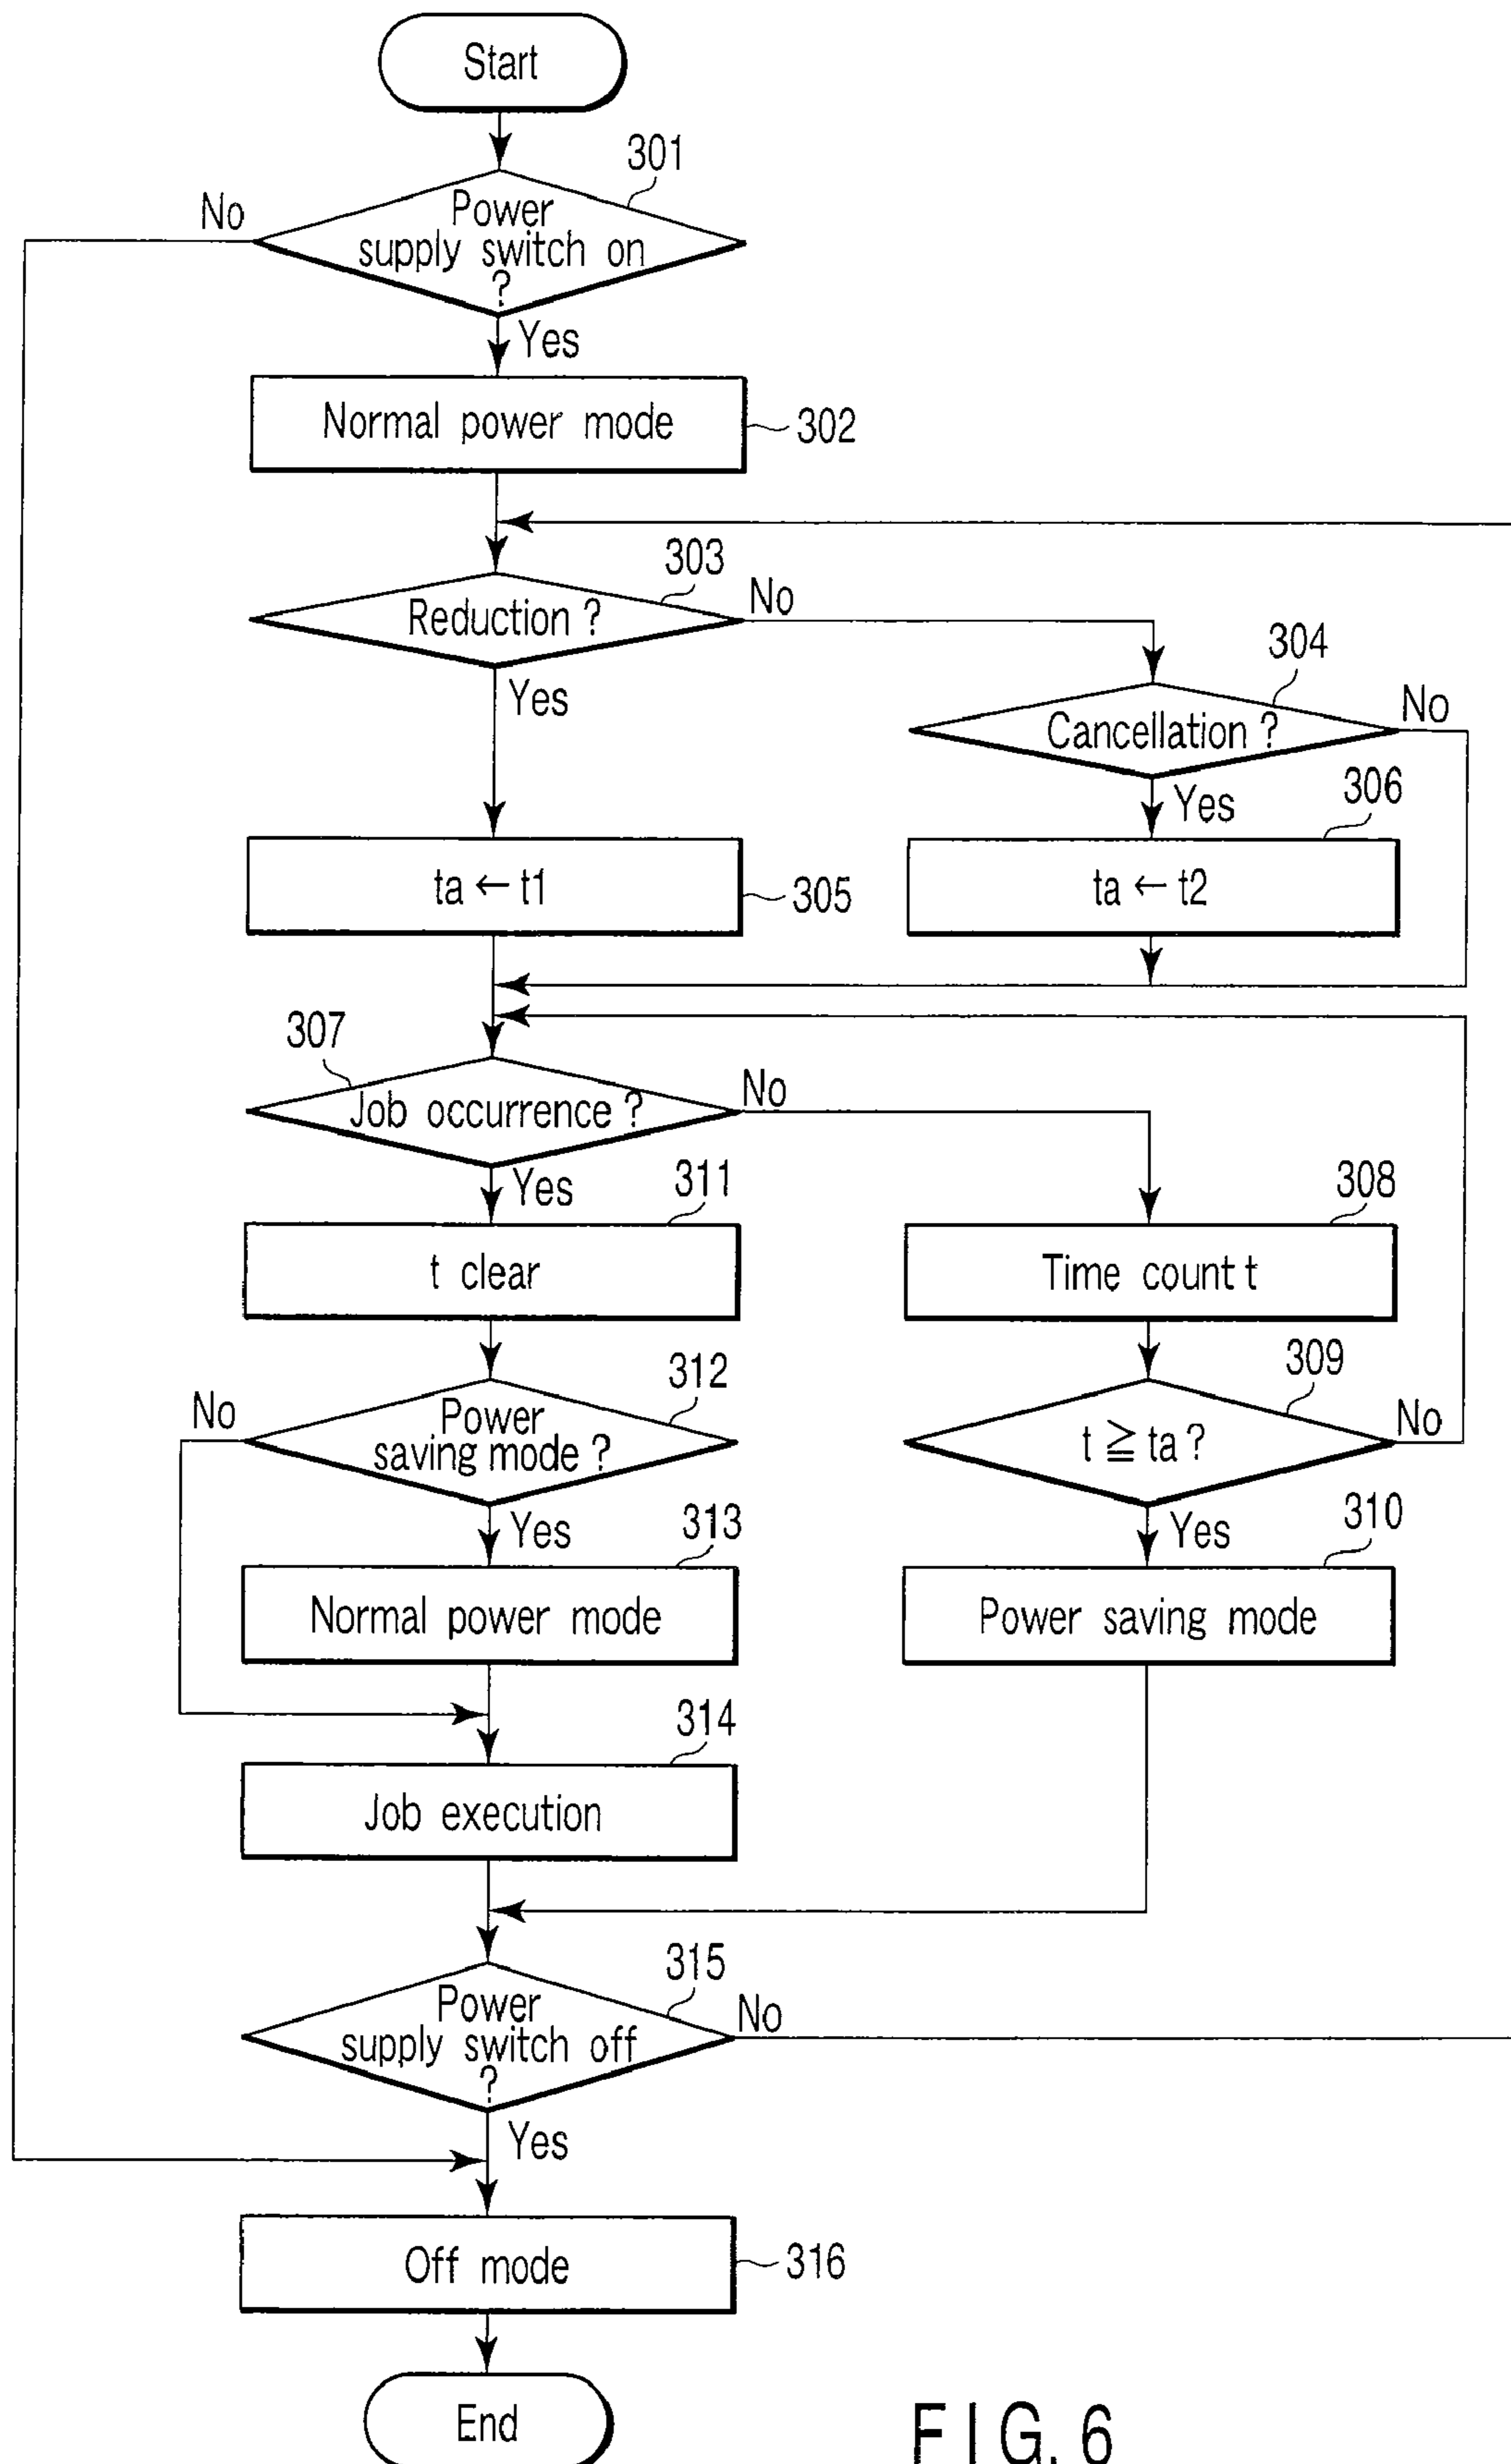 Start
301
No
Power
supply switch on
?
Yes
Normal power mode
302
303
Reduction ?
No
Yes
304
Cancellation ?
No
Yes
306
ta ← t1
305
ta ← t2
307
Job occurrence ?
No
Yes
311
308
t clear
Time count t
312
309
No
Power
saving mode ?
t ≧ ta ?
No
Yes
313
Yes
310
Normal power mode
Power saving mode
314
Job execution
315
Power
supply switch off
?
No
Yes
Off mode
316
End
FIG. 6